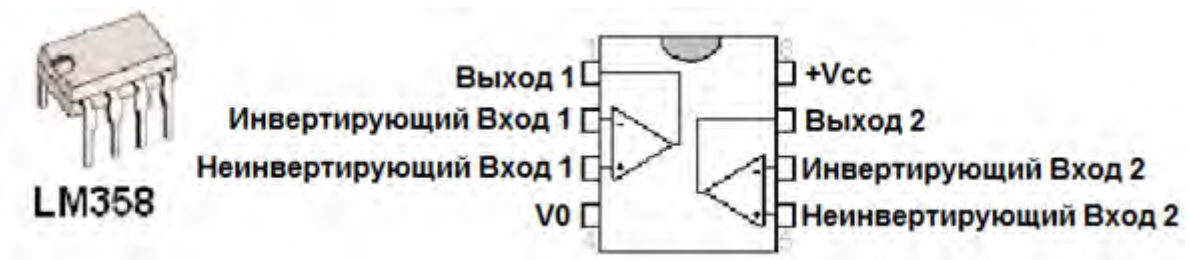 Выход 1
+Vcc
Инвертирующий Вход 1
Выход 2
Неинвертирующий Вход 1
Инвертирующий Вход 2
V0
Неинвертирующий Вход 2
LM358